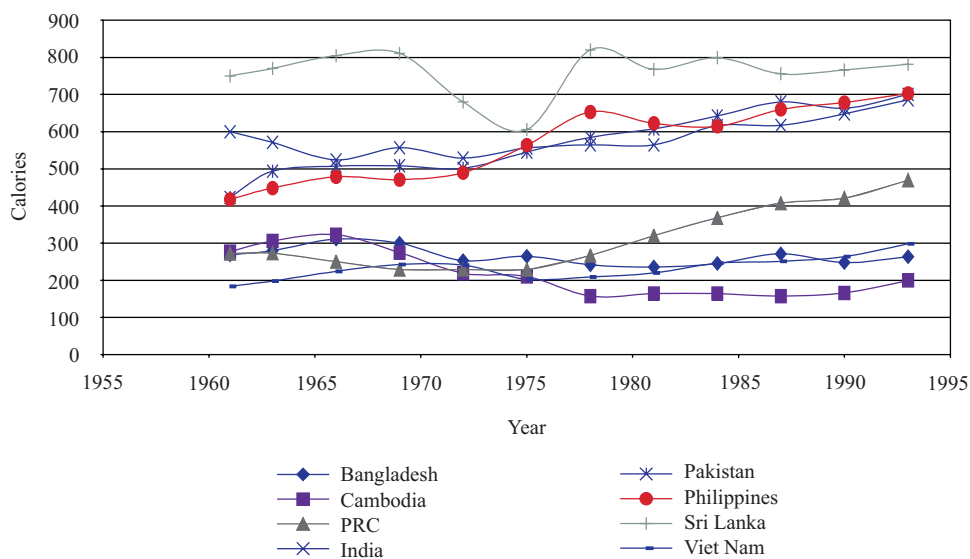 900
800
700
600
500
400
300
200
100
0
Calories
1955 1960 1965 1970 1975 1980 1985 1990 1995
Year
Bangladesh
Cambodia
PRC
India
Pakistan
Philippines
Sri Lanka
Viet Nam